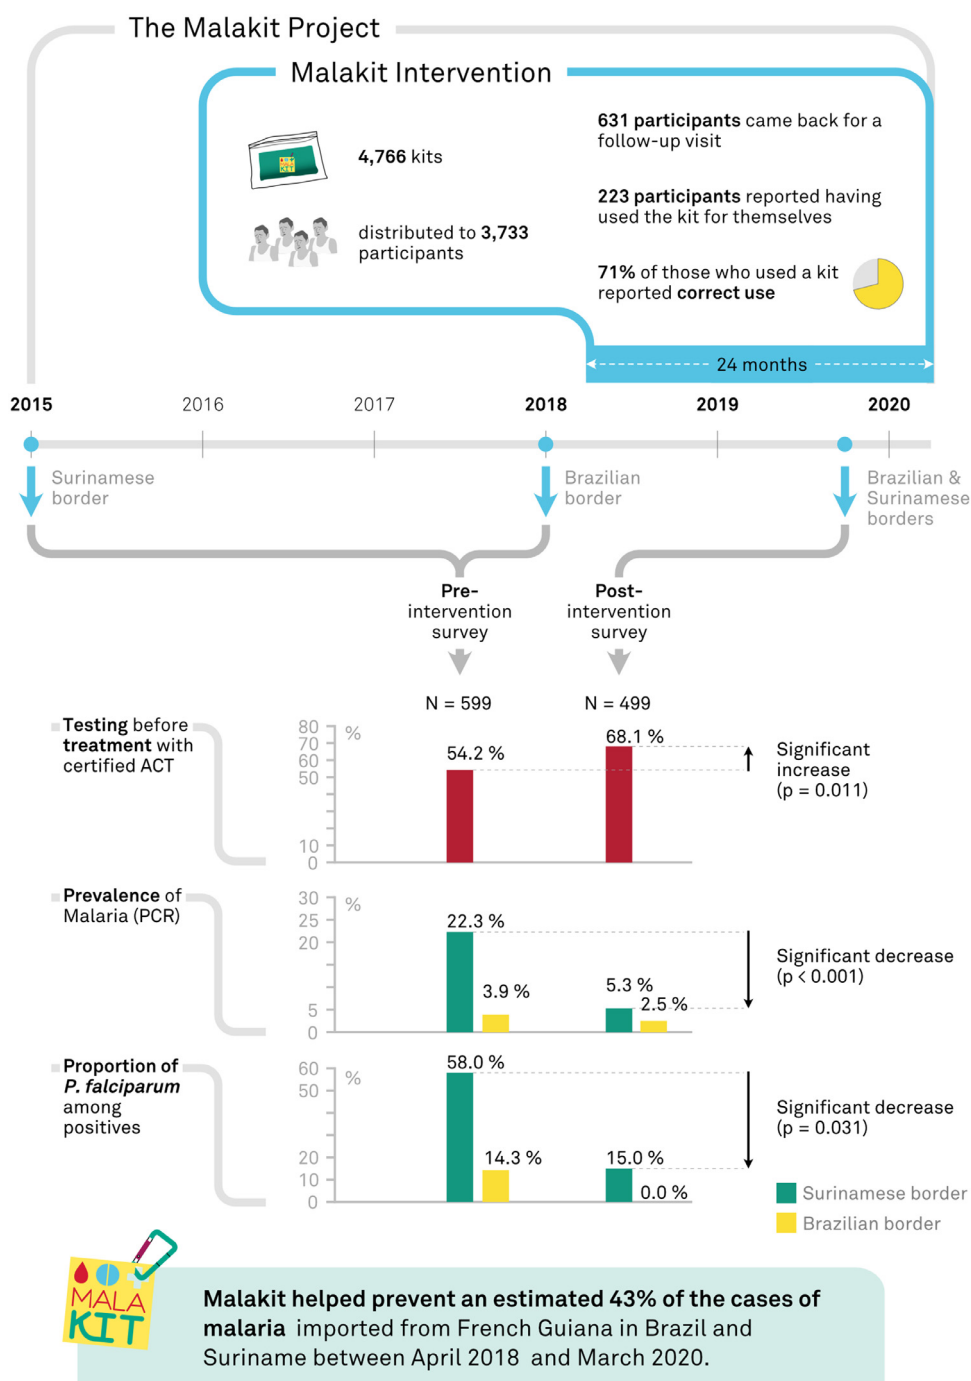 The Malakit Project
Malakit Intervention
4,766 kits
distributed to 3,733
participants
631 participants came back for a
follow-up visit
223 participants reported having
used the kit for themselves
71% of those who used a kit
reported correct use
24 months
2015
2016
2017
2018
2019
2020
Surinamese
border
Brazilian
border
Brazilian &
Surinamese
borders
Pre-
intervention
survey
Post-
intervention
survey
N = 599
N = 499
Testing before
treatment with
certified ACT
80
70
60
50
10
0
%
54.2 %
68.1 %
Significant
increase
(p = 0.011)
Prevalence of
Malaria (PCR)
30
25
20
5
0
%
22.3 %
3.9 %
5.3 %
2.5 %
Significant decrease
(p < 0.001)
Proportion of
P. falciparum
among
positives
60
50
20
10
0
%
58.0 %
14.3 %
15.0 %
0.0 %
Significant decrease
(p = 0.031)
Surinamese border
Brazilian border
MALA
KIT
Malakit helped prevent an estimated 43% of the cases of
malaria imported from French Guiana in Brazil and
Suriname between April 2018 and March 2020.